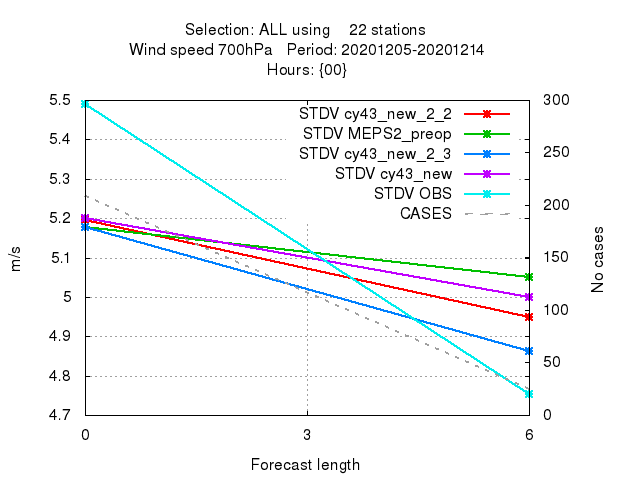 Selection: ALL using 22 stations
Wind speed 700hPa Period: 20201205-20201214
Hours: {00}
5.5
5.4
5.3
5.2
5.1
5
4.9
4.8
4.7
m/s
STDV cy43_new_2_2
STDV MEPS2_preop
STDV cy43_new_2_3
STDV cy43_new
STDV OBS
CASES
300
250
200
150
100
50
0
No cases
0 3 6
Forecast length